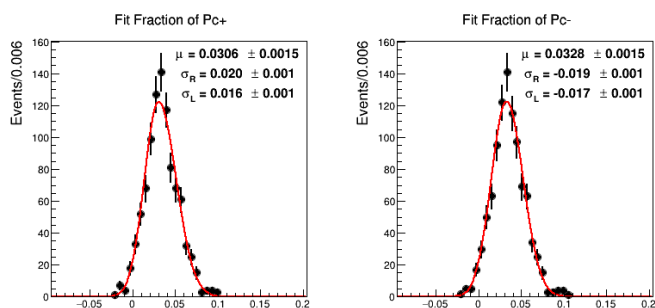 Fit Fraction of Pc+
μ = 0.0306 ± 0.0015
σR = 0.020 ± 0.001
σL = 0.016 ± 0.001
Events/0.006
160
140
120
100
80
60
40
20
0
−0.05 0 0.05 0.1 0.15 0.2
Fit Fraction of Pc-
μ = 0.0328 ± 0.0015
σR = -0.019 ± 0.001
σL = -0.017 ± 0.001
Events/0.006
160
140
120
100
80
60
40
20
0
−0.05 0 0.05 0.1 0.15 0.2